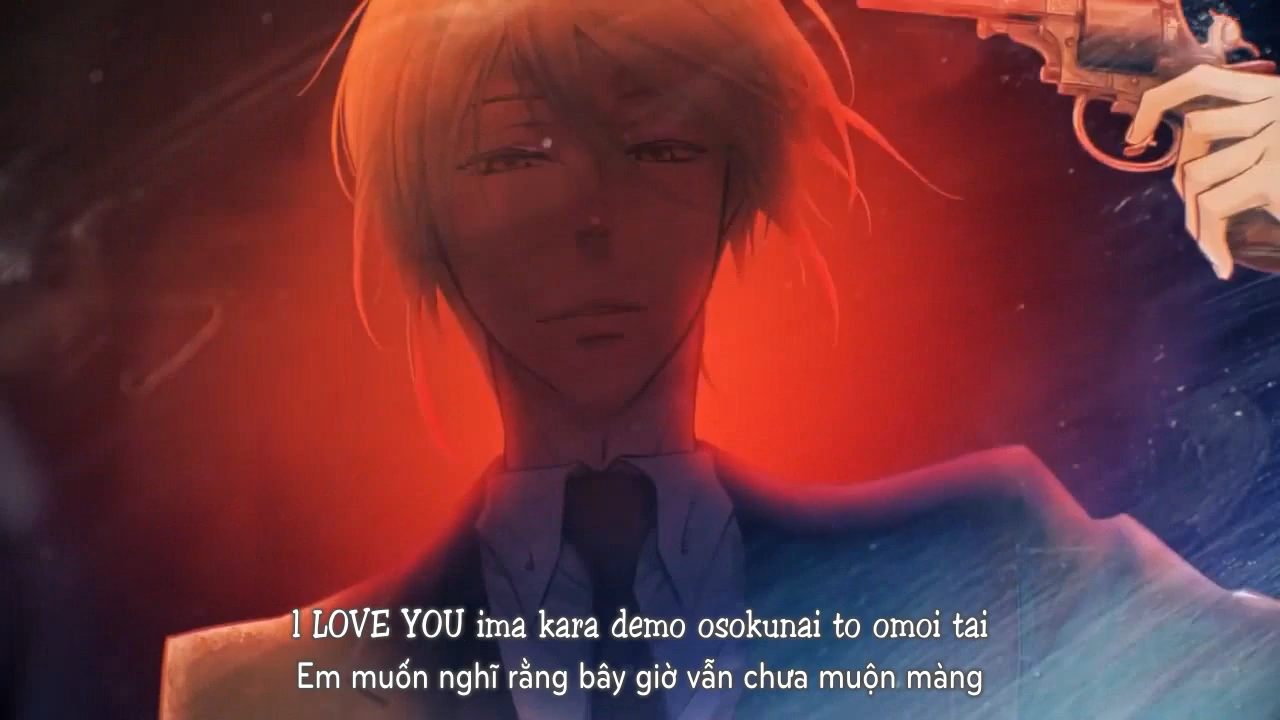 I LOVE YOU ima kara demo osokunai to omoi tai
Em muốn nghĩ rằng bây giờ vẫn chưa muộn màng